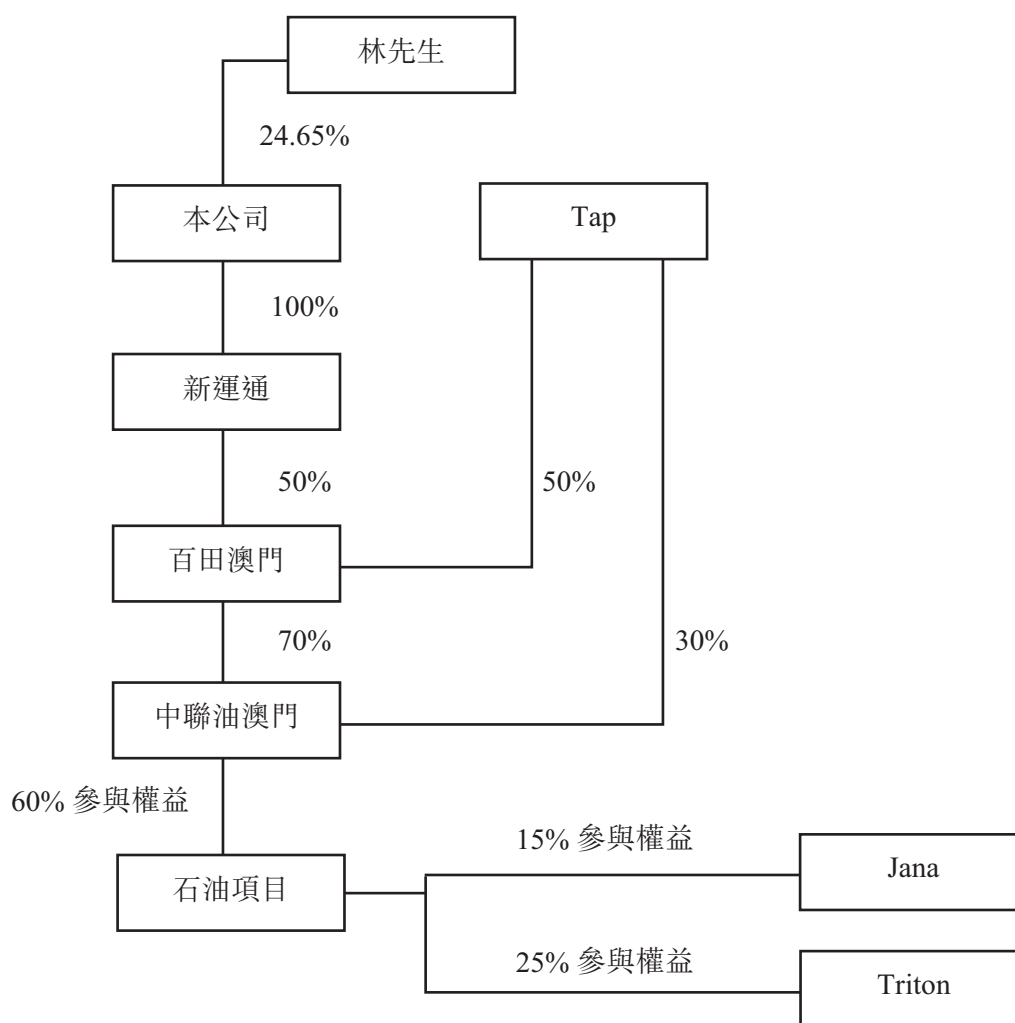 林先生
24.65%
本公司
Tap
100%
新運通
50%
50%
百田澳門
70%
30%
中聯油澳門
60% 參與權益
15% 參與權益
石油項目
Jana
25% 參與權益
Triton